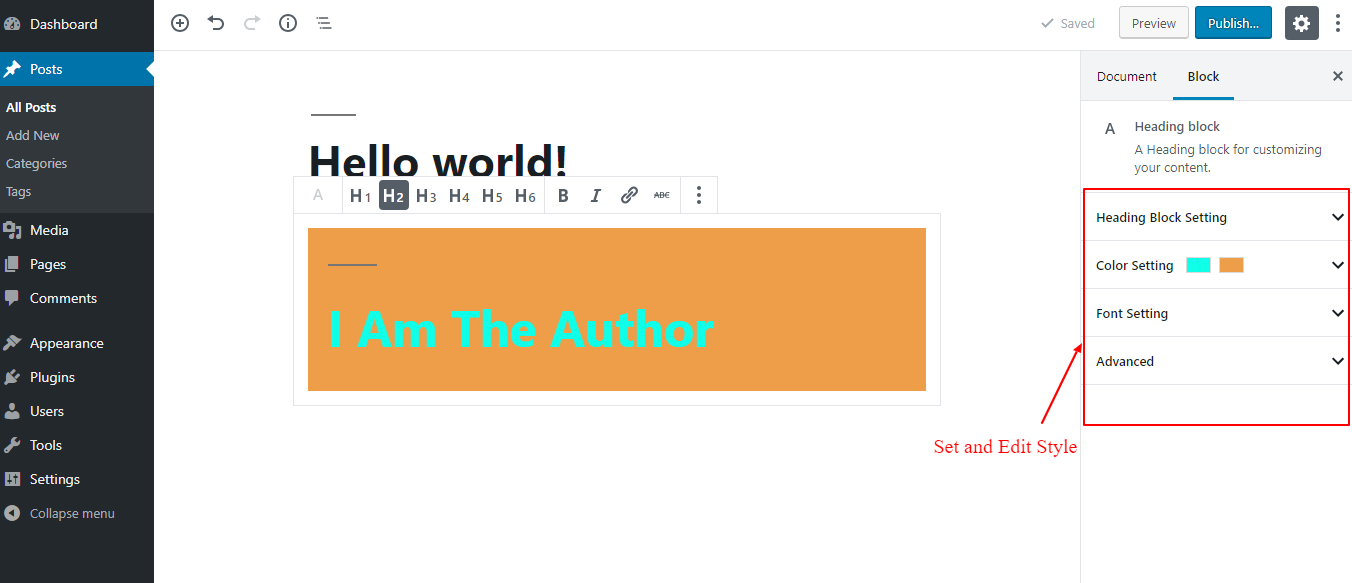 Dashboard
Posts
All Posts
Add New
Categories
Tags
Media
Pages
Comments
Appearance
Plugins
Users
Tools
Settings
Collapse menu
Saved
Preview
Publish...
Hello world!
A H1 H2 H3 H4 H5 H6 B I ABC
I Am The Author
Document Block
A Heading block
A Heading block for customizing
your content.
Heading Block Setting
Color Setting
Font Setting
Advanced
Set and Edit Style